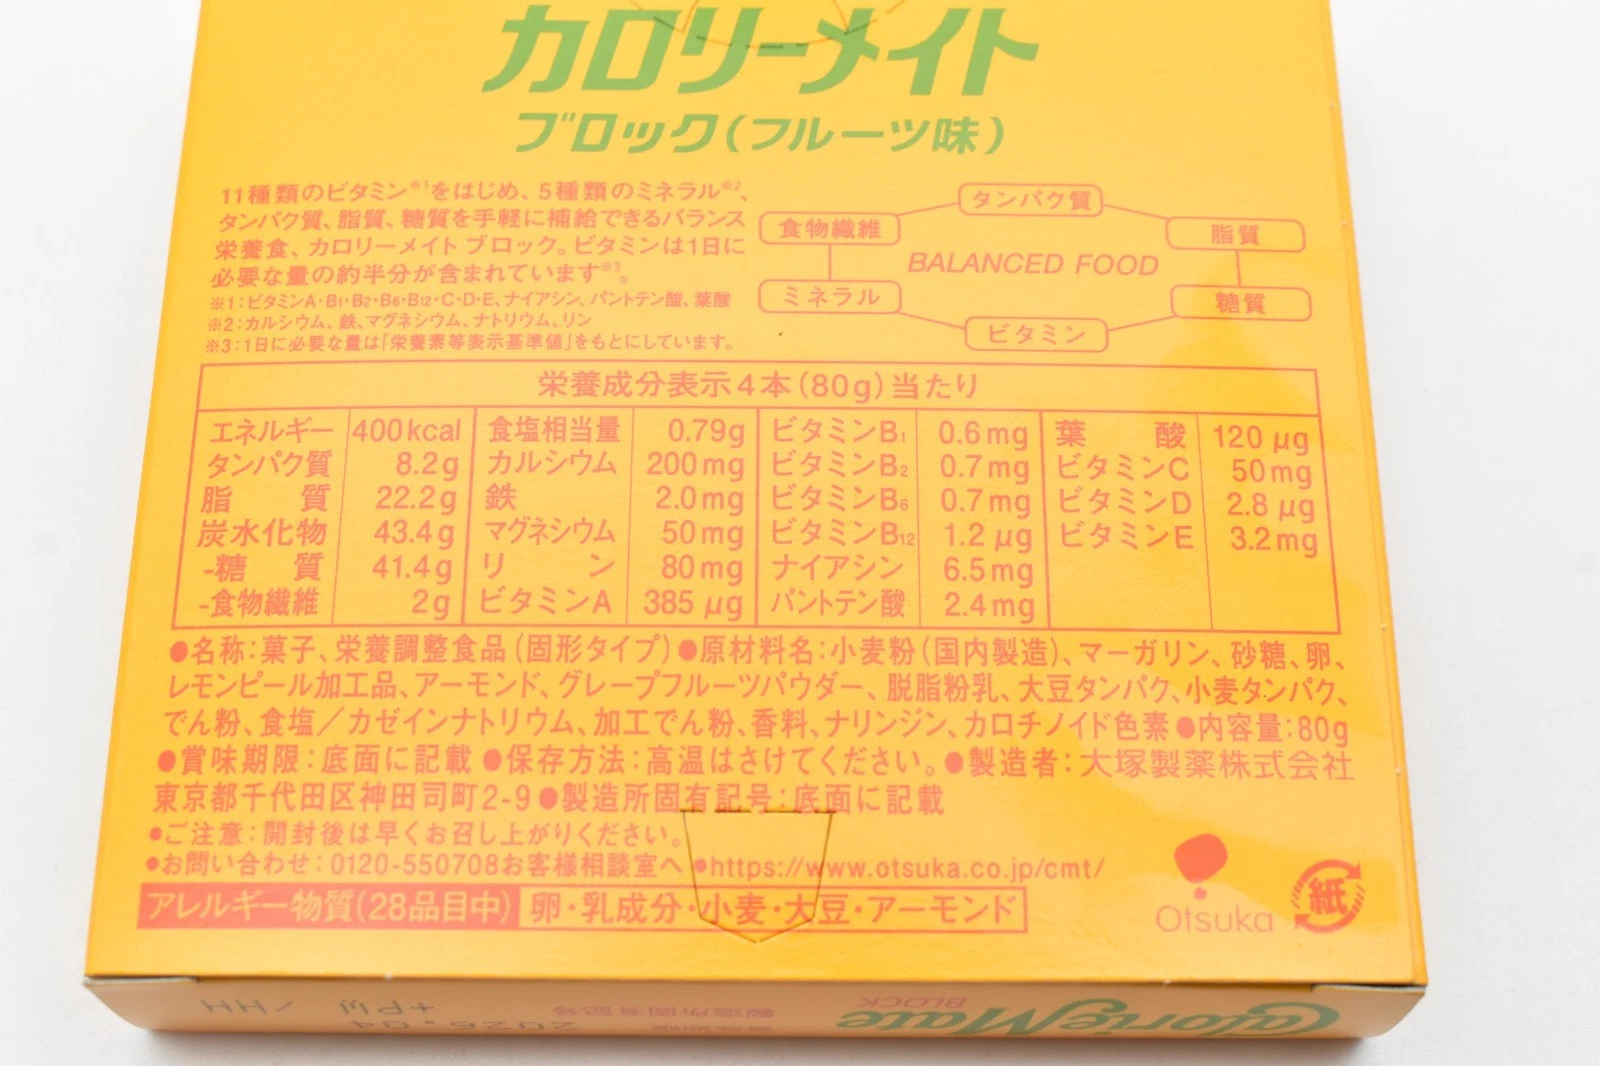 カロリーメイト
ブロック(フルーツ味)
11種類のビタミン※1をはじめ、5種類のミネラル※2、
タンパク質、脂質、糖質を手軽に補給できるバランス
栄養食、カロリーメイト ブロック。ビタミンは1日に
必要な量の約半分が含まれています※3。
※1:ビタミンA・B1・B2・B6・B12・C・D・E、ナイアシン、パントテン酸、葉酸
※2:カルシウム、鉄、マグネシウム、ナトリウム、リン
※3:1日に必要な量は「栄養素等表示基準値」をもとにしています。
タンパク質
食物繊維
脂質
BALANCED FOOD
ミネラル
糖質
ビタミン
栄養成分表示4本(80g)当たり
エネルギー 400kcal 食塩相当量 0.79g ビタミンB1 0.6mg 葉酸 120μg
タンパク質 8.2g カルシウム 200mg ビタミンB2 0.7mg ビタミンC 50mg
脂質 22.2g 鉄 2.0mg ビタミンB6 0.7mg ビタミンD 2.8μg
炭水化物 43.4g マグネシウム 50mg ビタミンB12 1.2μg ビタミンE 3.2mg
-糖質 41.4g リン 80mg ナイアシン 6.5mg
-食物繊維 2g ビタミンA 385μg パントテン酸 2.4mg
●名称:菓子、栄養調整食品(固形タイプ)●原材料名:小麦粉(国内製造)、マーガリン、砂糖、卵、
レモンピール加工品、アーモンド、グレープフルーツパウダー、脱脂粉乳、大豆タンパク、小麦タンパク、
でん粉、食塩/カゼインナトリウム、加工でん粉、香料、ナリンジン、カロチノイド色素●内容量:80g
●賞味期限:底面に記載●保存方法:高温はさけてください。●製造者:大塚製薬株式会社
東京都千代田区神田司町2-9●製造所固有記号:底面に記載
●ご注意:開封後は早くお召し上がりください。
●お問い合わせ:0120-550708お客様相談室へ ●https://www.otsuka.co.jp/cmt/
アレルギー物質(28品目中) 卵・乳成分・小麦・大豆・アーモンド
Otsuka
紙
CalorieMate
BLOCK
賞味期限
製造所固有記号
2026.04